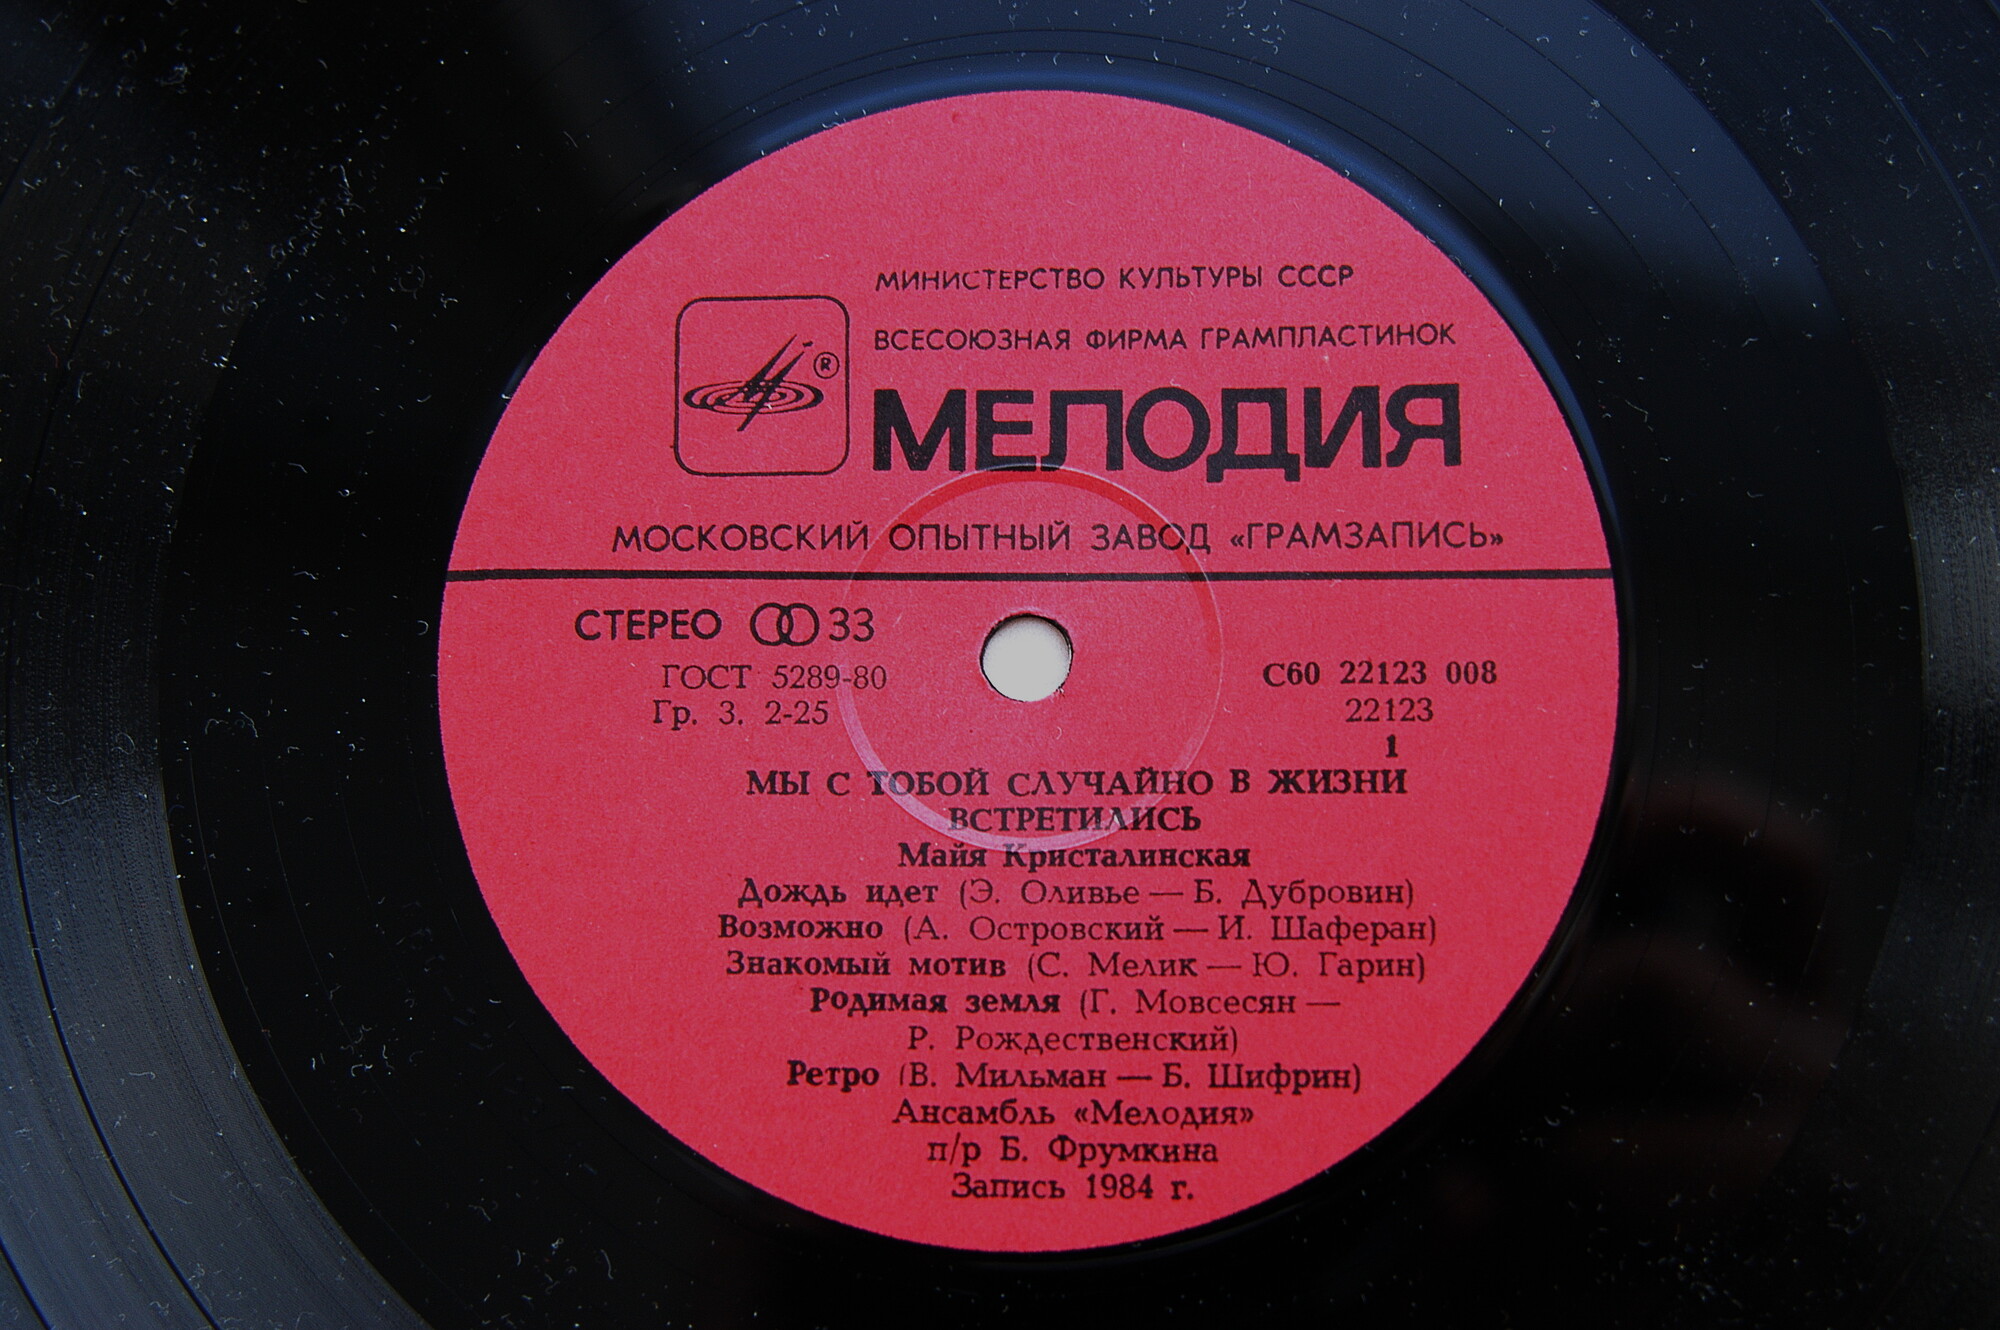 МИНИСТЕРСТВО КУЛЬТУРЫ СССР
ВСЕСОЮЗНАЯ ФИРМА ГРАМПЛАСТИНОК
®
МЕЛОДИЯ
МОСКОВСКИЙ ОПЫТНЫЙ ЗАВОД «ГРАМЗАПИСЬ»
СТЕРЕО 33
ГОСТ 5289-80
Гр. 3. 2-25
С60 22123 008
22123
1
МЫ С ТОБОЙ СЛУЧАЙНО В ЖИЗНИ
ВСТРЕТИЛИСЬ
Майя Кристалинская
Дождь идет (Э. Оливье — Б. Дубровин)
Возможно (А. Островский — И. Шаферан)
Знакомый мотив (С. Мелик — Ю. Гарин)
Родимая земля (Г. Мовсесян —
Р. Рождественский)
Ретро (В. Мильман — Б. Шифрин)
Ансамбль «Мелодия»
п/р Б. Фрумкина
Запись 1984 г.